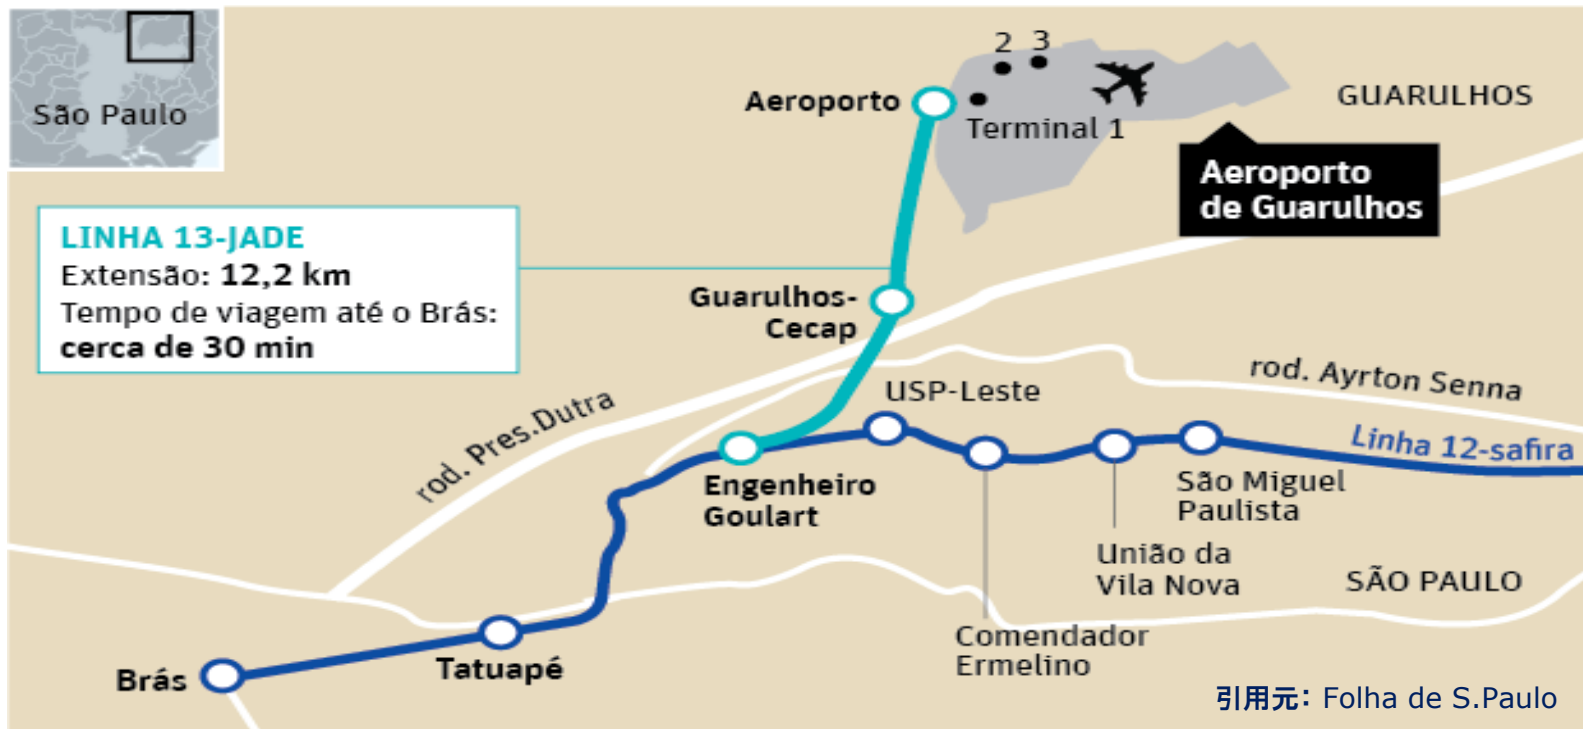 São Paulo
2 3
Aeroporto
Terminal 1
GUARULHOS
Aeroporto
de Guarulhos
LINHA 13-JADE
Extensão: 12,2 km
Tempo de viagem até o Brás:
cerca de 30 min
Guarulhos-
Cecap
rod. Pres.Dutra
USP-Leste
rod. Ayrton Senna
Linha 12-safira
Engenheiro
Goulart
São Miguel
Paulista
União da
Vila Nova
SÃO PAULO
Comendador
Ermelino
Tatuapé
Brás
引用元: Folha de S.Paulo